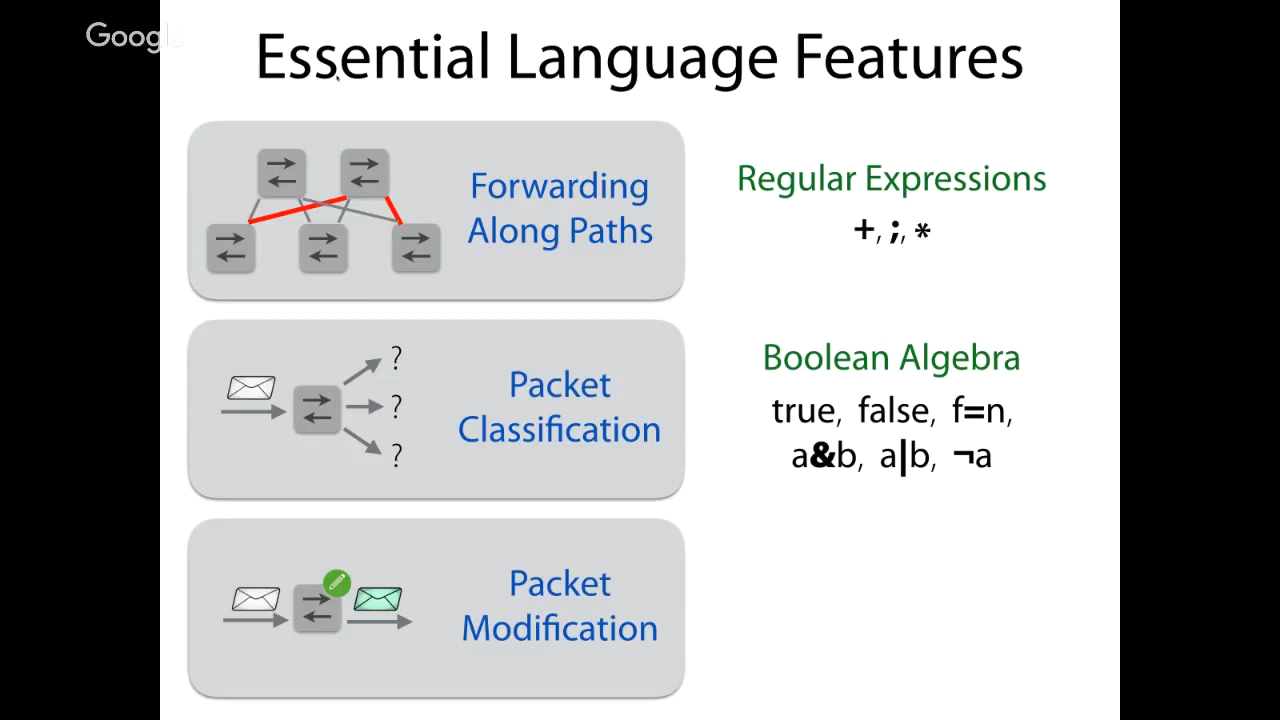 Google
Essential Language Features
Forwarding
Along Paths
Regular Expressions
+, ;, *
?
?
?
Packet
Classification
Boolean Algebra
true, false, f=n,
a&b, a|b, ¬a
Packet
Modification